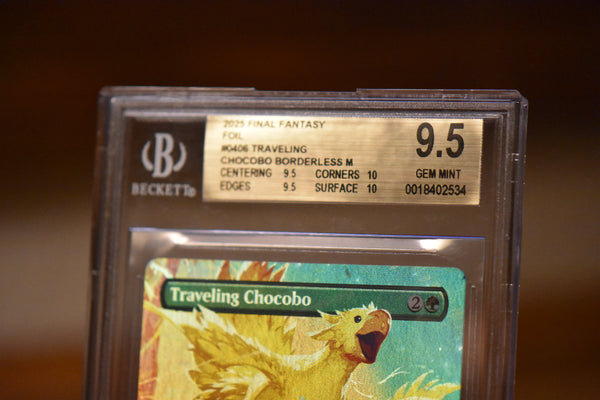 2025 FINAL FANTASY
FOIL
#0406 TRAVELING
CHOCOBO BORDERLESS M
CENTERING 9.5 CORNERS 10
EDGES 9.5 SURFACE 10
9.5
GEM MINT
0018402534
B
BECKETT
Traveling Chocobo 2